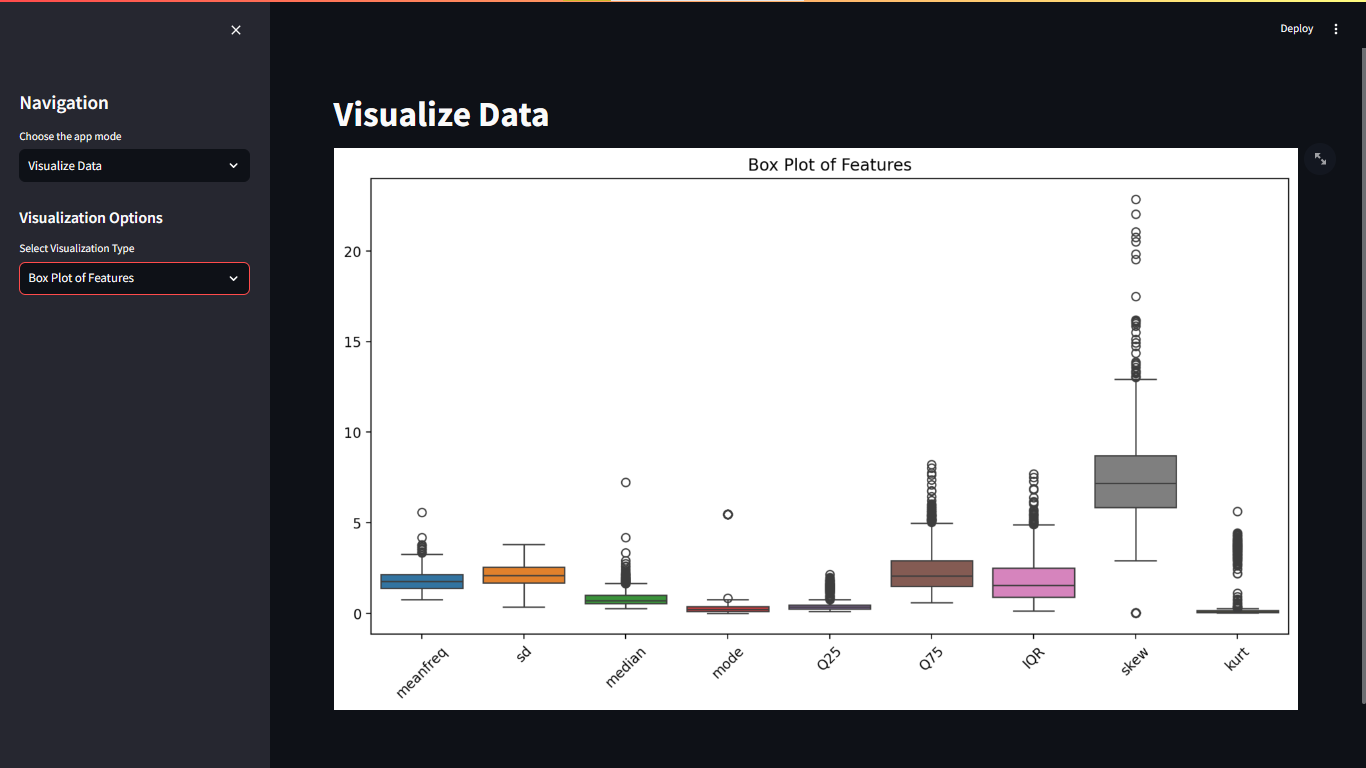 Deploy
Navigation
Choose the app mode
Visualize Data
Visualization Options
Select Visualization Type
Box Plot of Features
Visualize Data
Box Plot of Features
20
15
10
5
0
meanfreq
sd
median
mode
Q25
Q75
IQR
skew
kurt